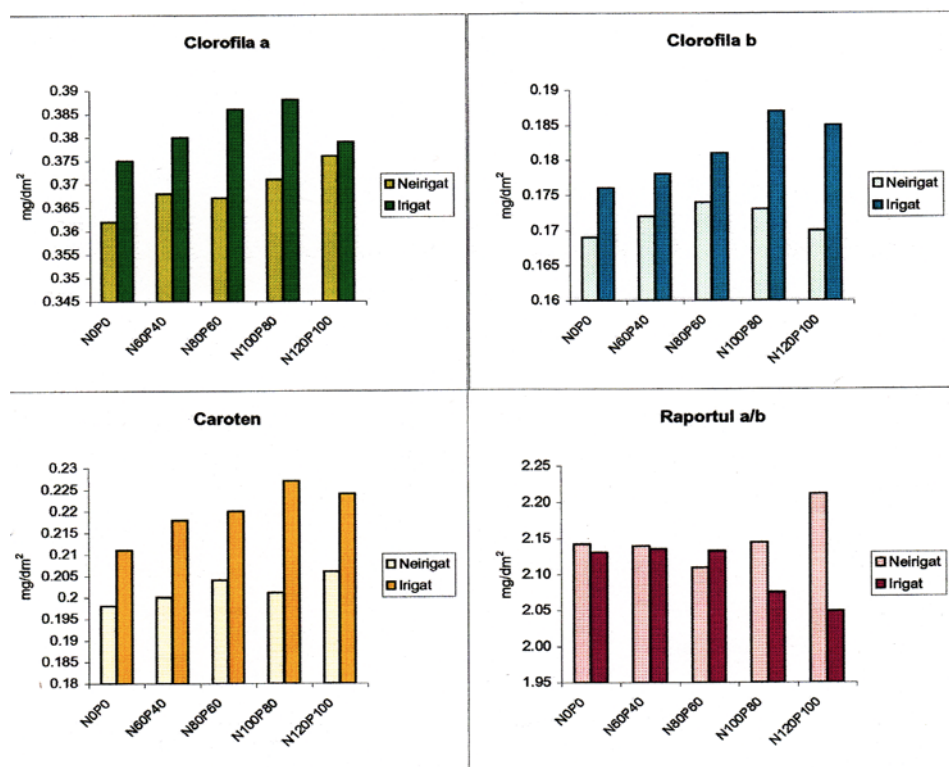 Clorofila a
0.39
0.385
0.38
0.375
0.37
0.365
0.36
0.355
0.35
0.345
mg/dm²
N0P0
N60P40
N80P60
N100P80
N120P100
Neirigat
Irigat
Clorofila b
0.19
0.185
0.18
0.175
0.17
0.165
0.16
mg/dm²
N0P0
N60P40
N80P60
N100P80
N120P100
Neirigat
Irigat
Caroten
0.23
0.225
0.22
0.215
0.21
0.205
0.2
0.195
0.19
0.185
0.18
mg/dm²
N0P0
N60P40
N80P60
N100P80
N120P100
Neirigat
Irigat
Raportul a/b
2.25
2.20
2.15
2.10
2.05
2.00
1.95
mg/dm²
N0P0
N60P40
N80P60
N100P80
N120P100
Neirigat
Irigat